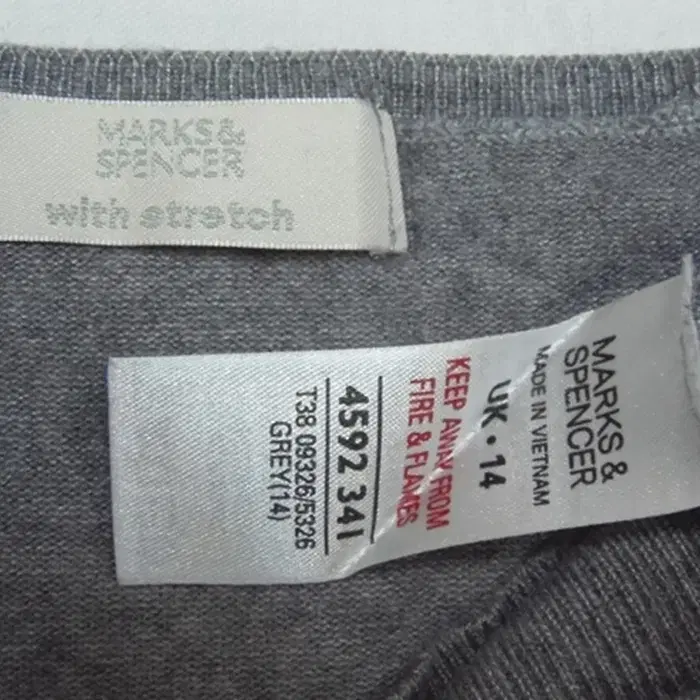 MARKS &
SPENCER
with stretch
MARKS &
SPENCER
MADE IN VIETNAM
UK · 14
KEEP AWAY FROM
FIRE & FLAMES
4592 341
T38 09326/5326
GREY(14)